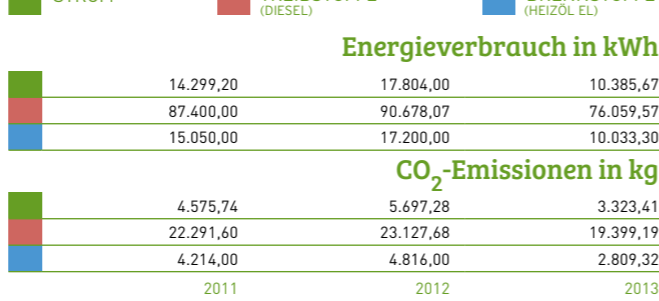 (DIESEL) (HEIZÖL EL)
Energieverbrauch in kWh
14.299,20 17.804,00 10.385,67
87.400,00 90.678,07 76.059,57
15.050,00 17.200,00 10.033,30
CO₂-Emissionen in kg
4.575,74 5.697,28 3.323,41
22.291,60 23.127,68 19.399,19
4.214,00 4.816,00 2.809,32
2011 2012 2013